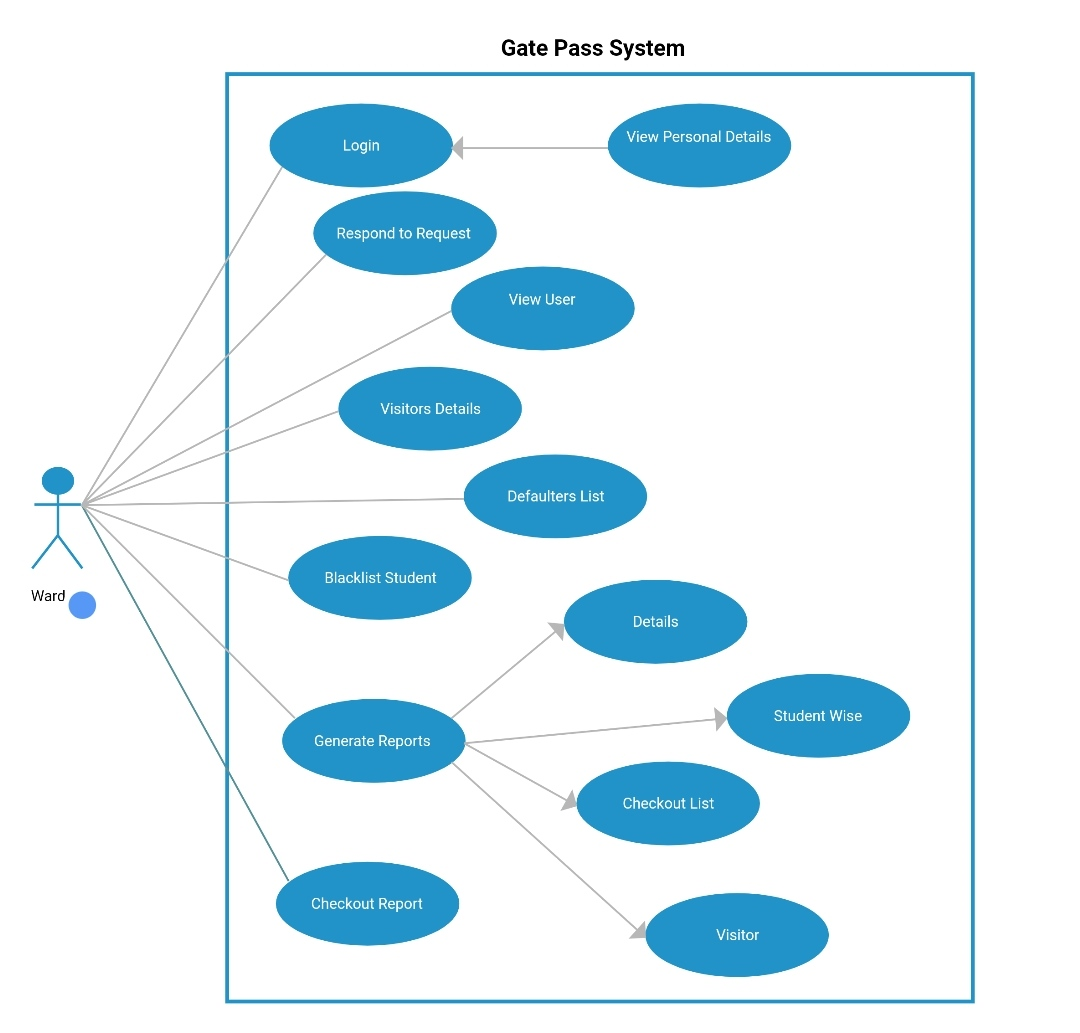 Gate Pass System
Login
View Personal Details
Respond to Request
View User
Visitors Details
Defaulters List
Blacklist Student
Ward
Details
Student Wise
Generate Reports
Checkout List
Checkout Report
Visitor